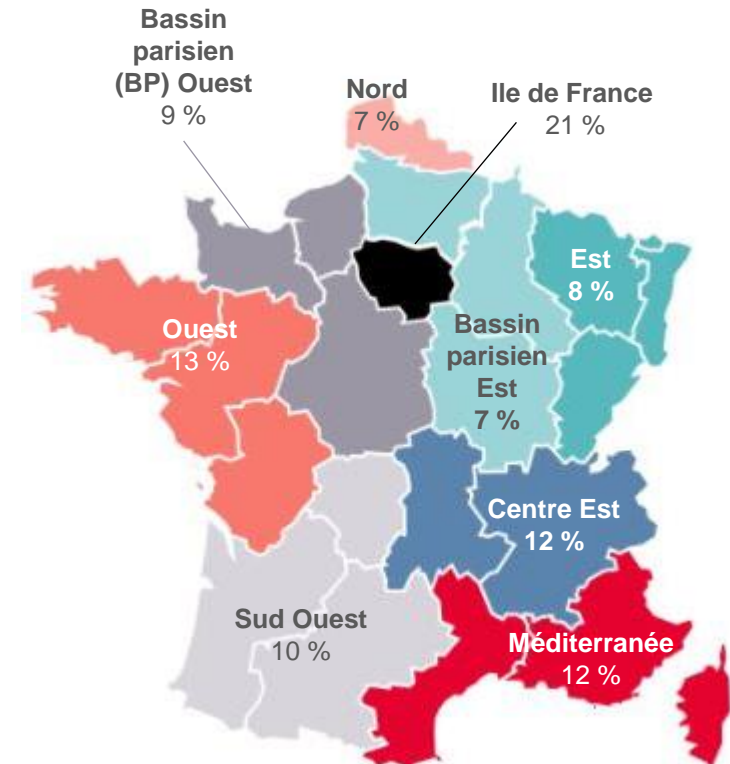 Bassin
parisien
(BP) Ouest
9 %
Nord
7 %
Ile de France
21 %
Est
8 %
Ouest
13 %
Bassin
parisien
Est
7 %
Centre Est
12 %
Sud Ouest
10 %
Méditerranée
12 %